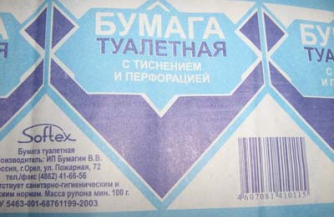 БУМАГА
ТУАЛЕТНАЯ
С ТИСНЕНИЕМ
И ПЕРФОРАЦИЕЙ
Softex
Бумага туалетная
ИП Бумагин В.В.
г.Орел, ул. Пожарная, 72
тел./факс (4862) 41-66-56
санитарно-гигиеническим и
нормам. Масса рулона мин. 100 г.
У 5463-001-68761199-2003
4607081410115